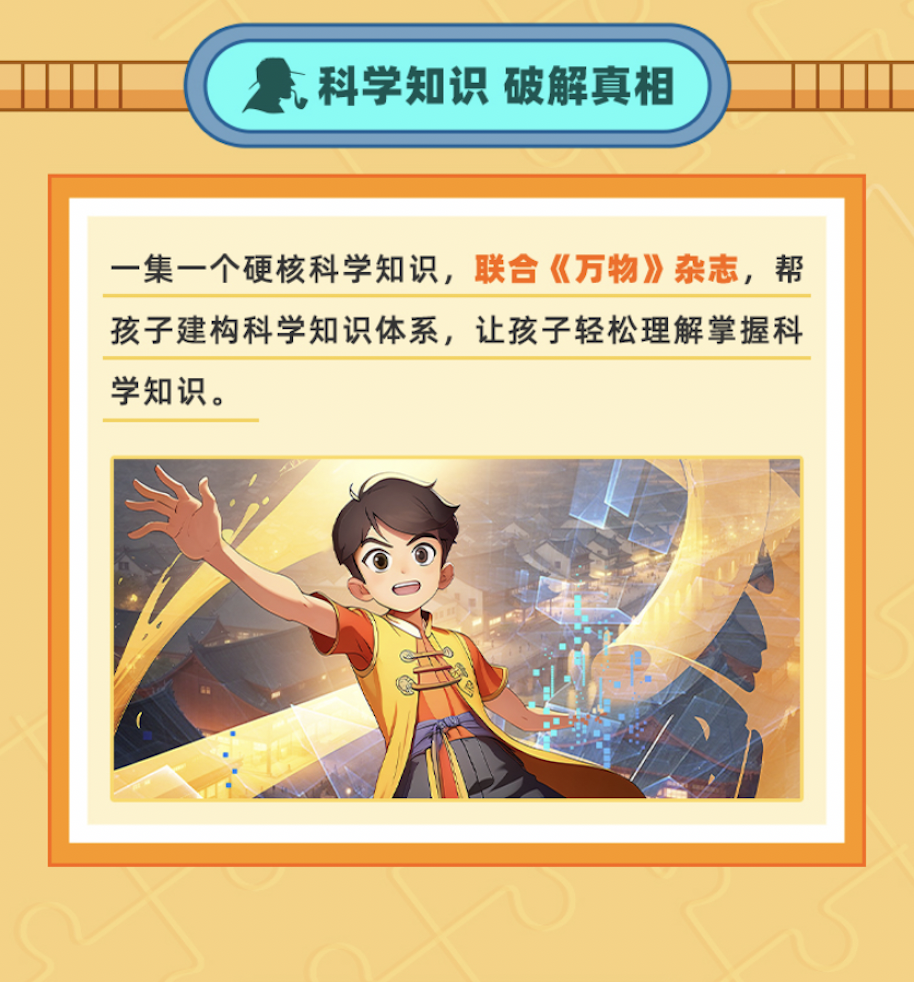 科学知识 破解真相
一集一个硬核科学知识，联合《万物》杂志，帮
孩子建构科学知识体系，让孩子轻松理解掌握科
学知识。